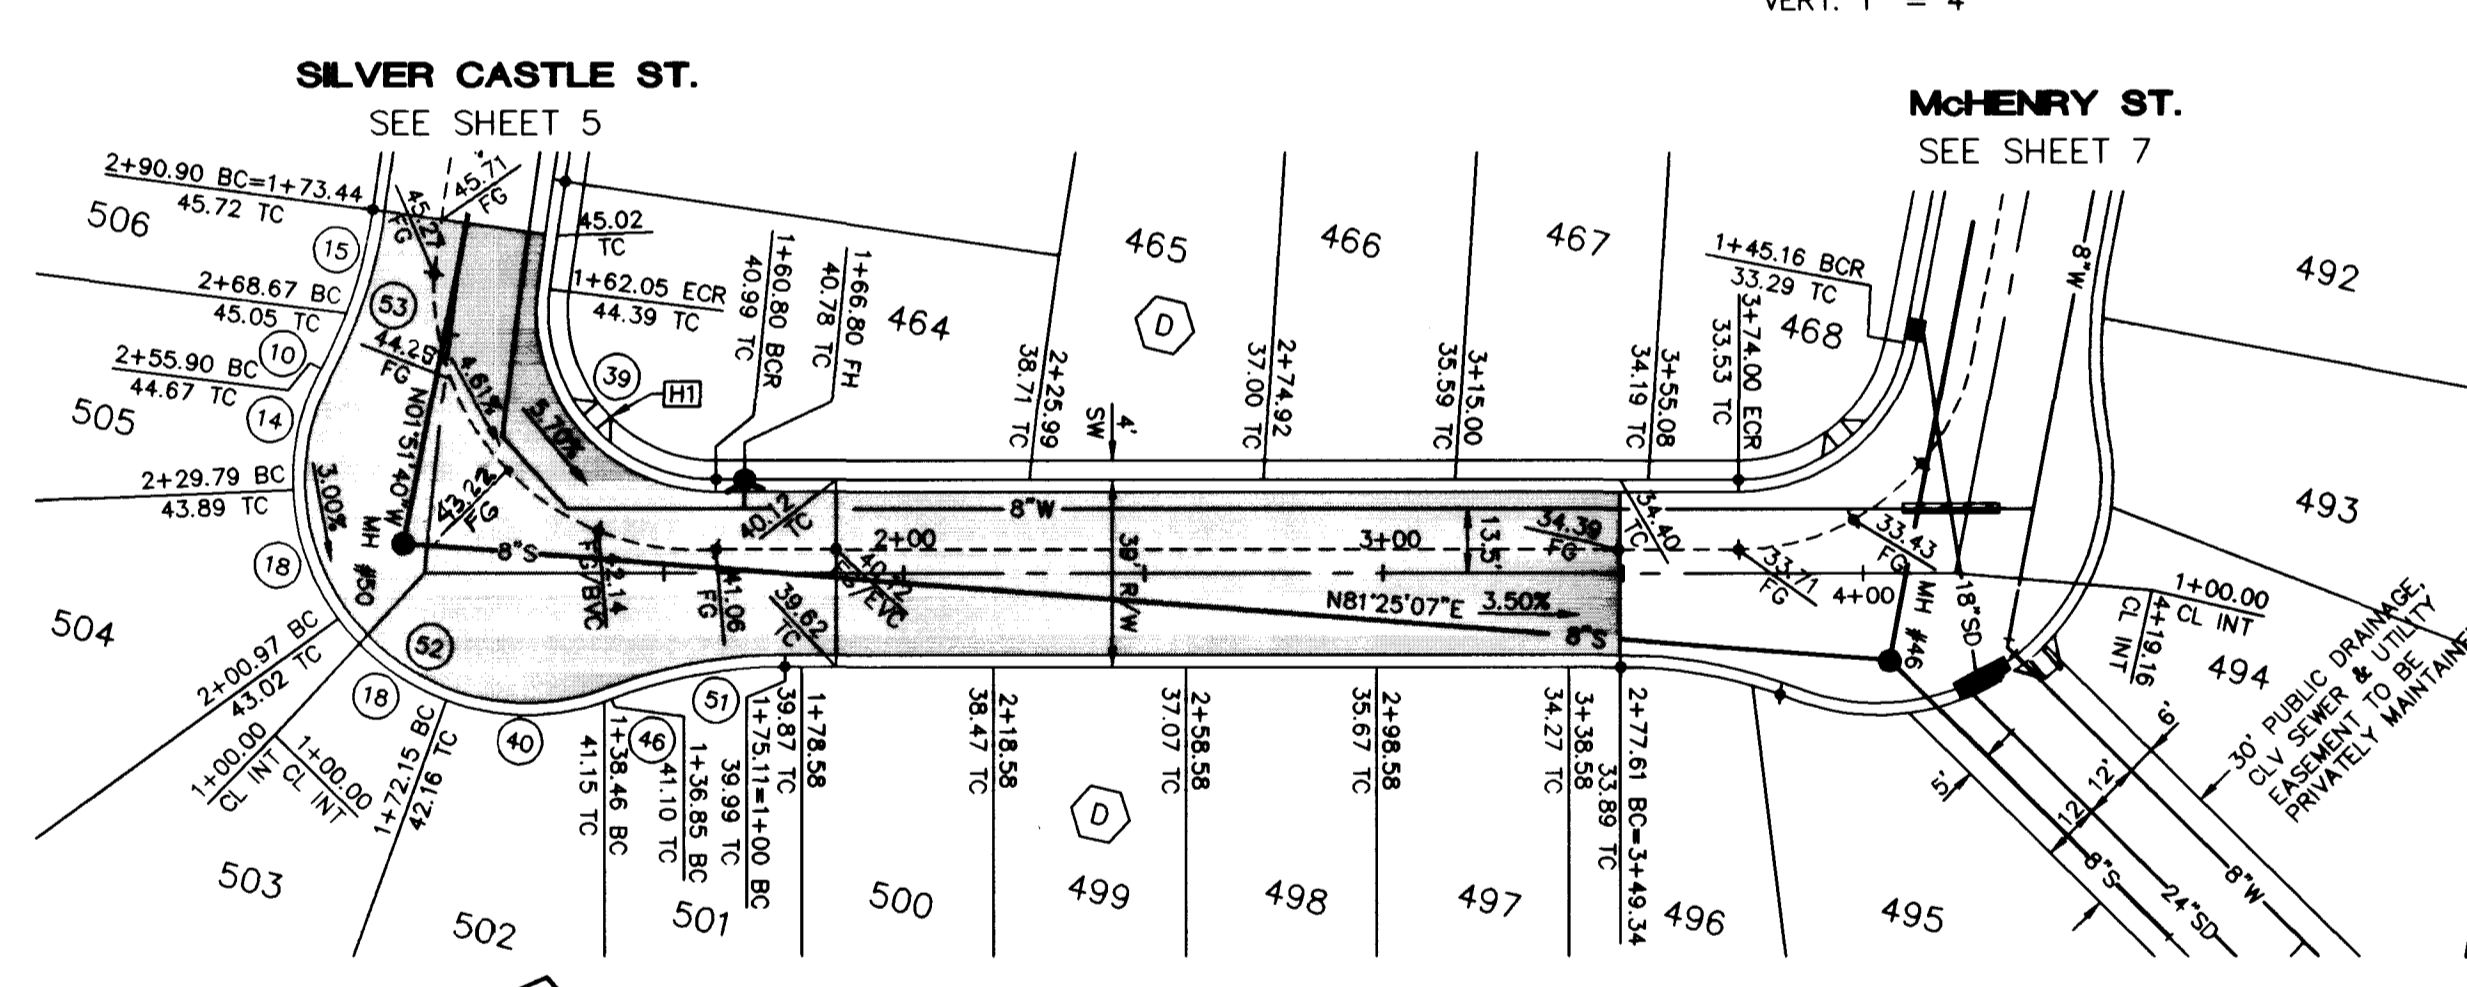 VERT. 1" = 4'
SILVER CASTLE ST.
SEE SHEET 5
McHENRY ST.
SEE SHEET 7
2+90.90 BC=1+73.44
45.72 TC
506
15
45.27
FG
45.71
FG
45.02
TC
2+68.67 BC
45.05 TC
53
1+62.05 ECR
44.39 TC
1+60.80 BCR
40.99 TC
1+66.80 FH
40.78 TC
464
465
466
467
468
D
1+45.16 BCR
33.29 TC
3+74.00 ECR
33.53 TC
8"W
492
10
2+55.90 BC
44.67 TC
14
505
44.25
FG
4.61%
5.70%
39
H1
N01°51'40"W
2+25.99
38.71 TC
4'
SW
2+74.92
37.00 TC
3+15.00
35.59 TC
3+55.08
34.19 TC
2+29.79 BC
43.89 TC
3.00%
MH #50
43.22
FG
8"S
42.14
FG/BVC
41.06
FG
40.12
TC
39.62
TC
FG/EVC
8"W
2+00
3+00
39' R/W
13.5'
34.39
FG
34.40
TC
N81°25'07"E
3.50%
8"S
33.71
FG
33.43
FG
4+00
MH #46
18"SD
1+00.00
CL INT
4+19.16
CL INT
493
494
30' PUBLIC DRAINAGE,
CLV SEWER & UTILITY
EASEMENT TO BE
PRIVATELY MAINTAINED
18
504
2+00.97 BC
43.02 TC
52
18
1+00.00
CL INT
1+00.00
CL INT
1+72.15 BC
42.16 TC
40
1+38.46 BC
41.15 TC
46
1+36.85 BC
41.10 TC
51
1+75.11=1+00 BC
39.99 TC
1+78.58
39.87 TC
2+18.58
38.47 TC
D
2+58.58
37.07 TC
2+98.58
35.67 TC
3+38.58
34.27 TC
2+77.61 BC=3+49.34
33.89 TC
5'
12'
12'
9'
8"S
24"SD
8"W
503
502
501
500
499
498
497
496
495